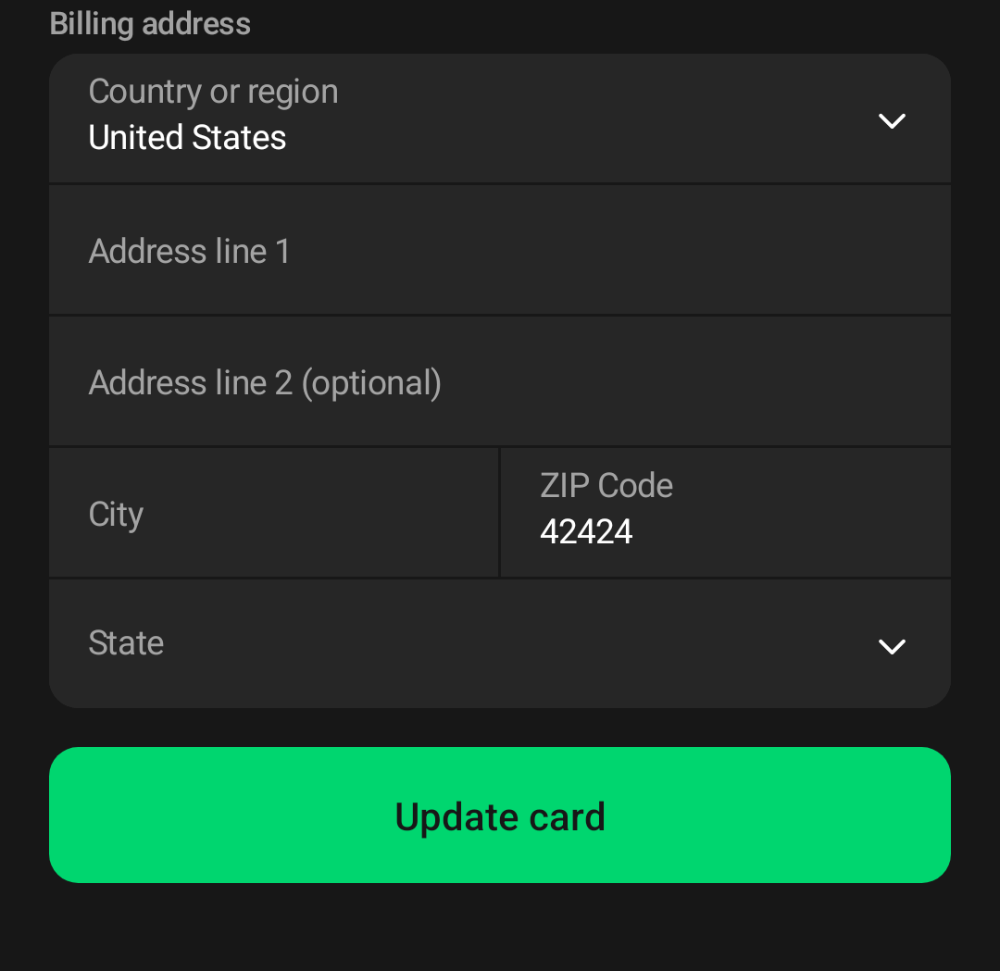 Billing address
Country or region
United States
Address line 1
Address line 2 (optional)
City
ZIP Code
42424
State
Update card